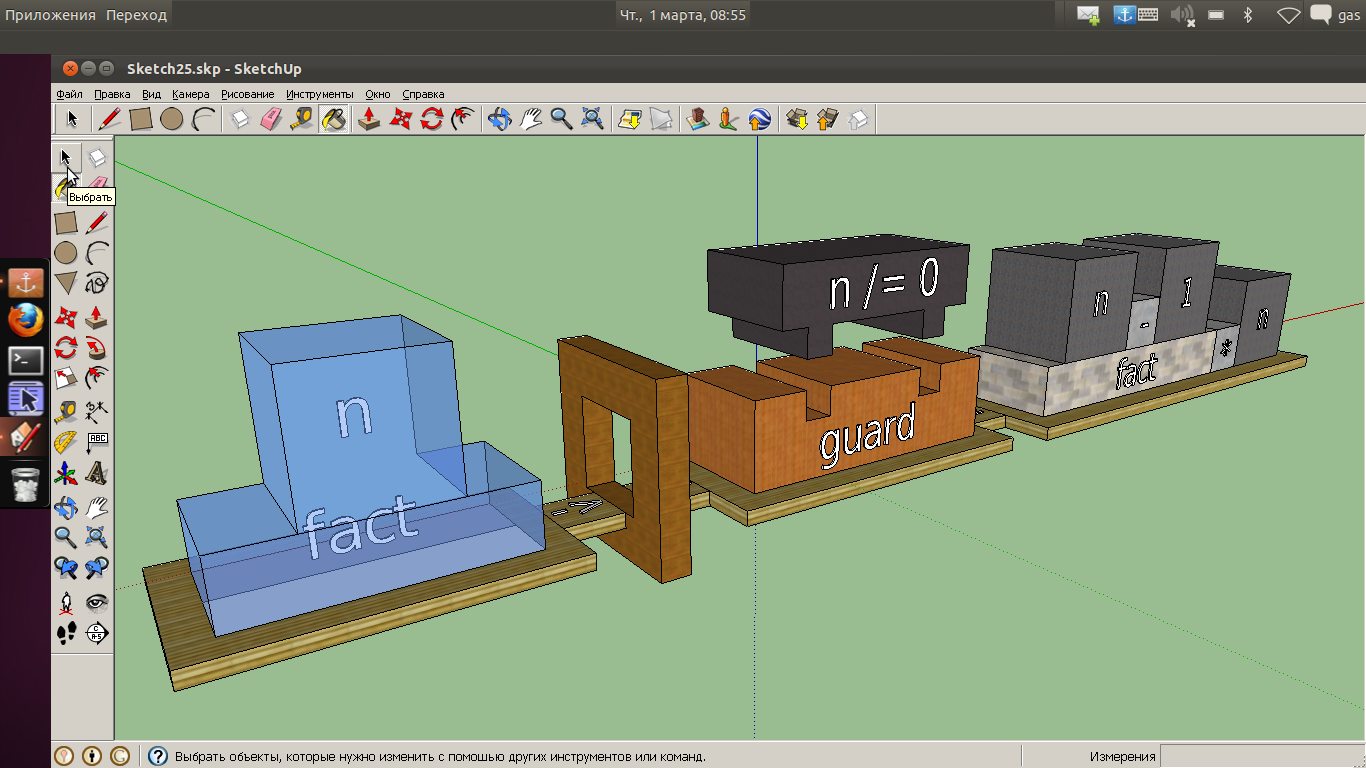 Приложения Переход
Чт., 1 марта, 08:55
gas
Sketch25.skp - SketchUp
Файл Правка Вид Камера Рисование Инструменты Окно Справка
Выбрать
ABC
n
fact
->
n /= 0
guard
n
-
1
fact
*
n
Выбрать объекты, которые нужно изменить с помощью других инструментов или команд.
Измерения